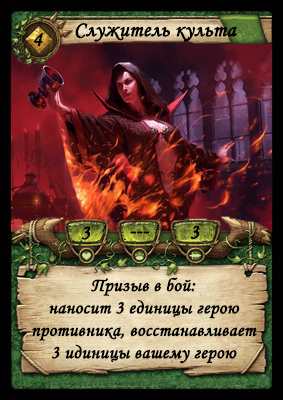 4
Служитель культа
3
---
3
Призыв в бой:
наносит 3 единицы герою
противника, восстанавливает
3 идиницы вашему герою